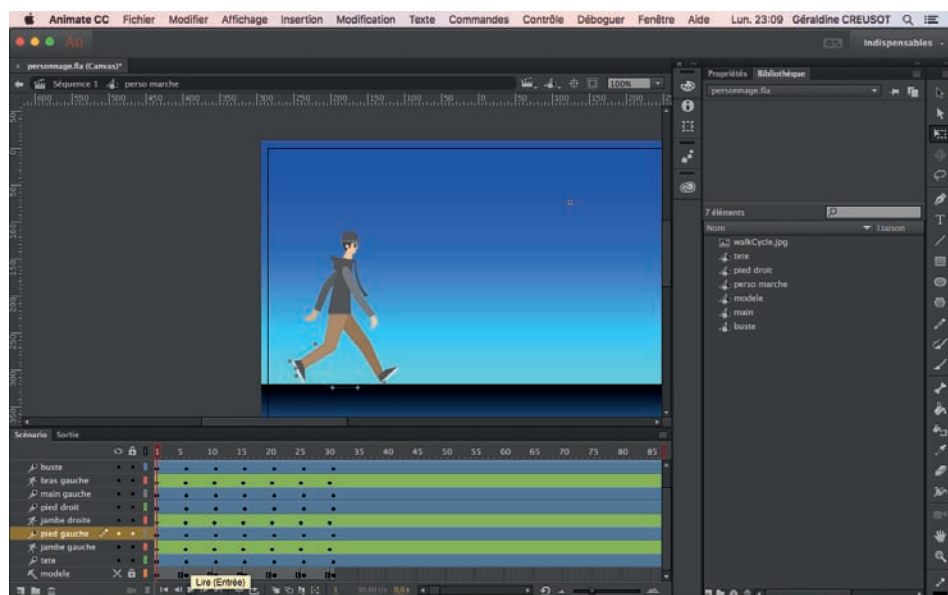 Animate CC Fichier Modifier Affichage Insertion Modification Texte Commandes Contrôle Déboguer Fenêtre Aide Lun. 23:09 Géraldine CREUSOT
An Indispensables
× personnage.fla (Canvas)*
Séquence 1 perso marche 100%
Propriétés Bibliothèque
personnage.fla
7 éléments
Nom Liaison
walkCycle.jpg
tete
pied droit
perso marche
modele
main
buste
Scénario Sortie
1 5 10 15 20 25 30 35 40 45 50 55 60 65 70 75 80 85
buste
bras gauche
main gauche
pied droit
jambe droite
pied gauche
jambe gauche
tete
modele
Lire (Entrée)